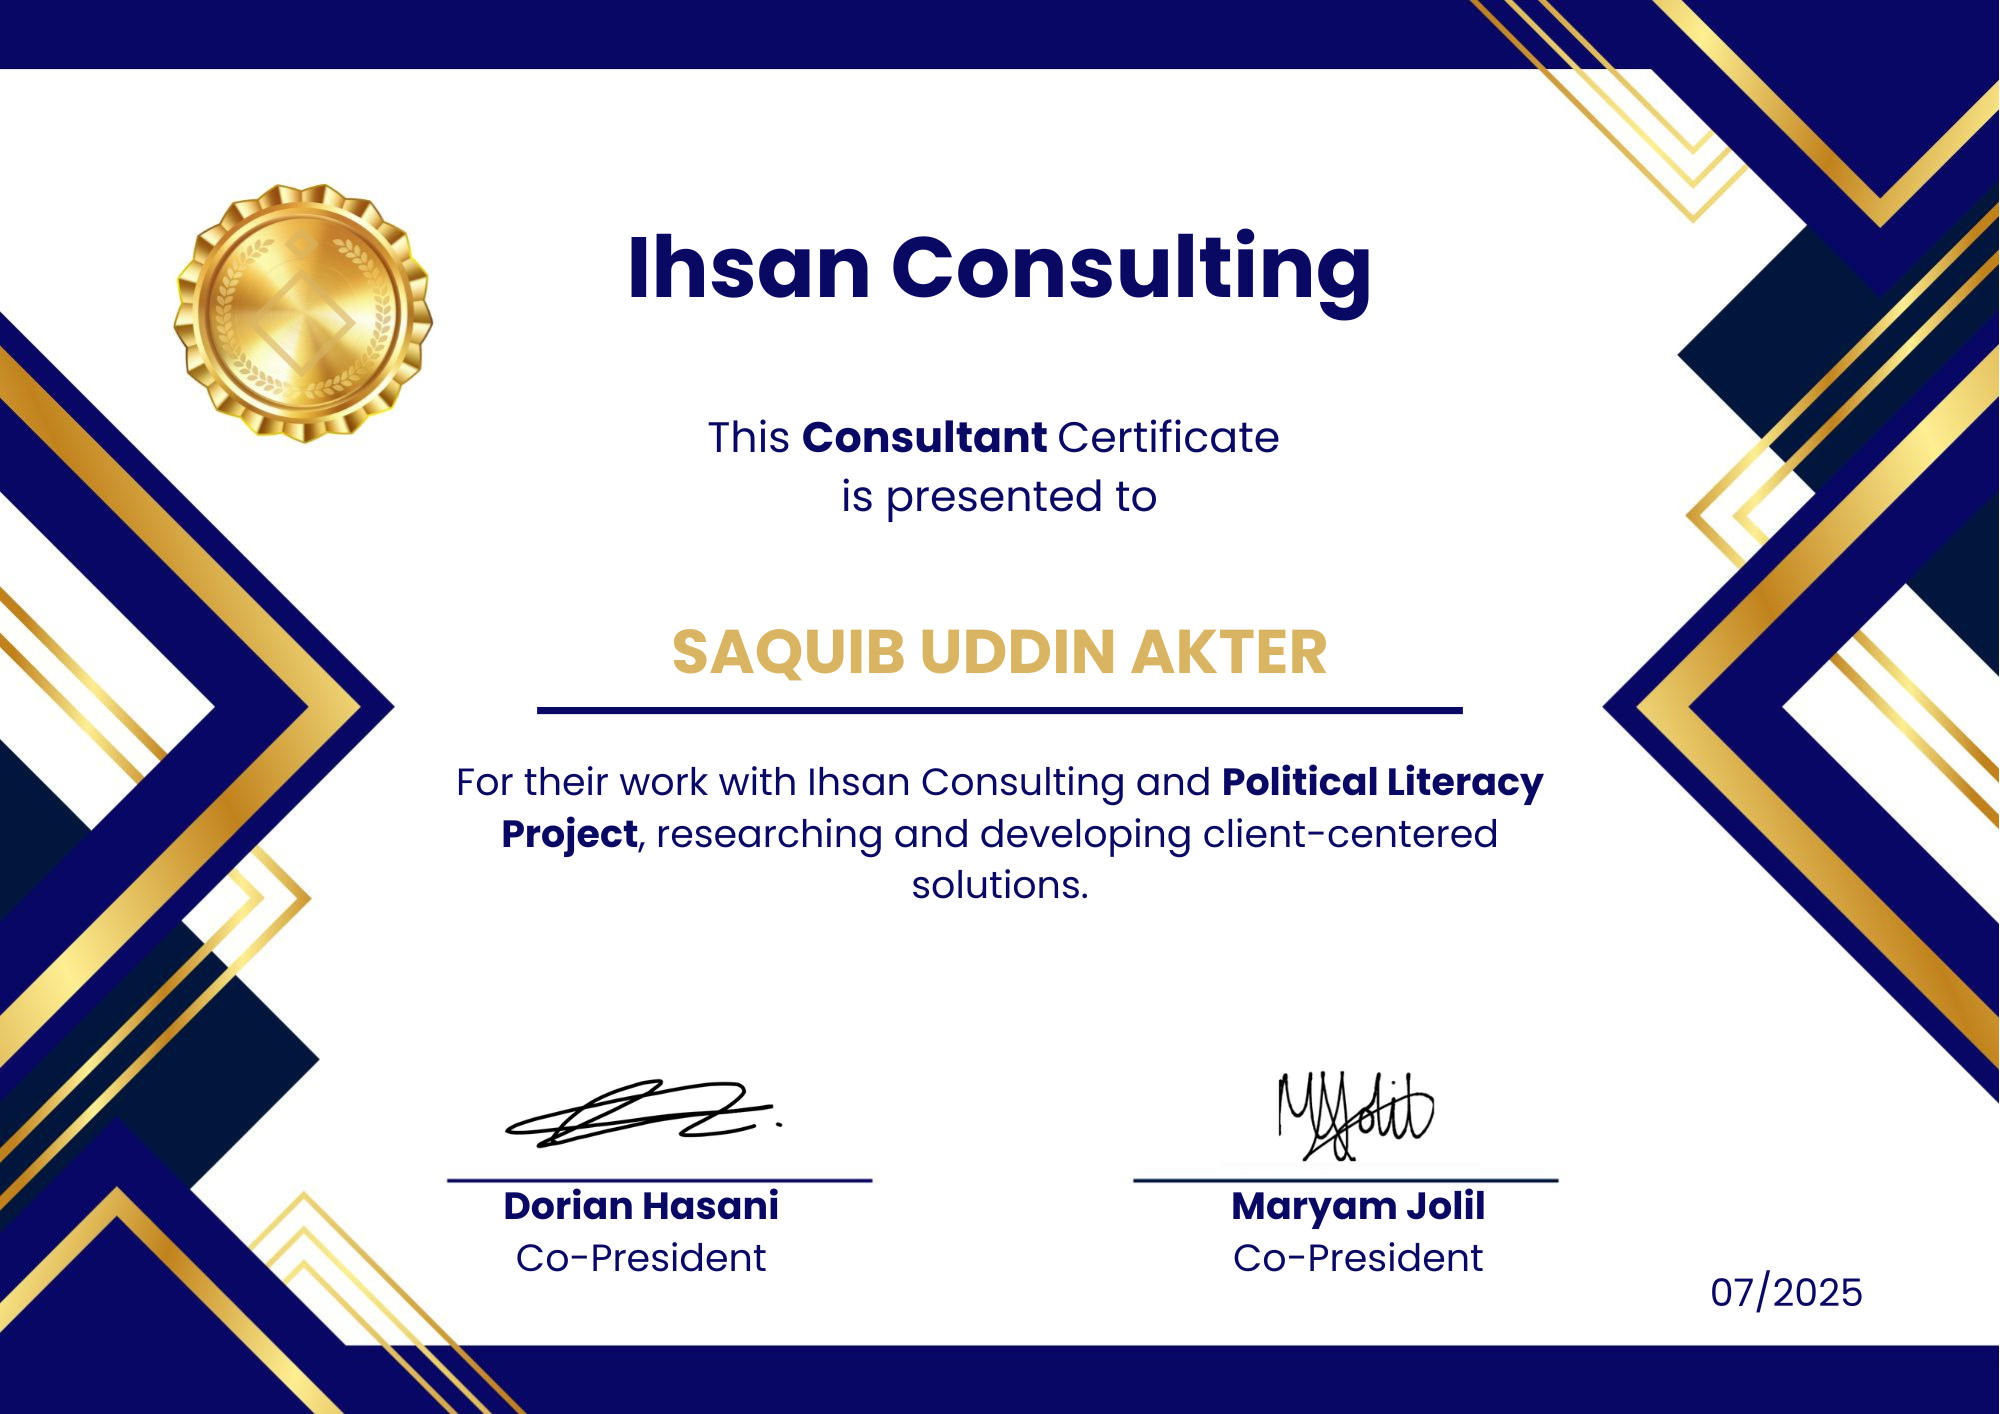 Ihsan Consulting
This Consultant Certificate
is presented to
SAQUIB UDDIN AKTER
For their work with Ihsan Consulting and Political Literacy
Project, researching and developing client-centered
solutions.
Dorian Hasani
Co-President
Maryam Jolil
Co-President
07/2025